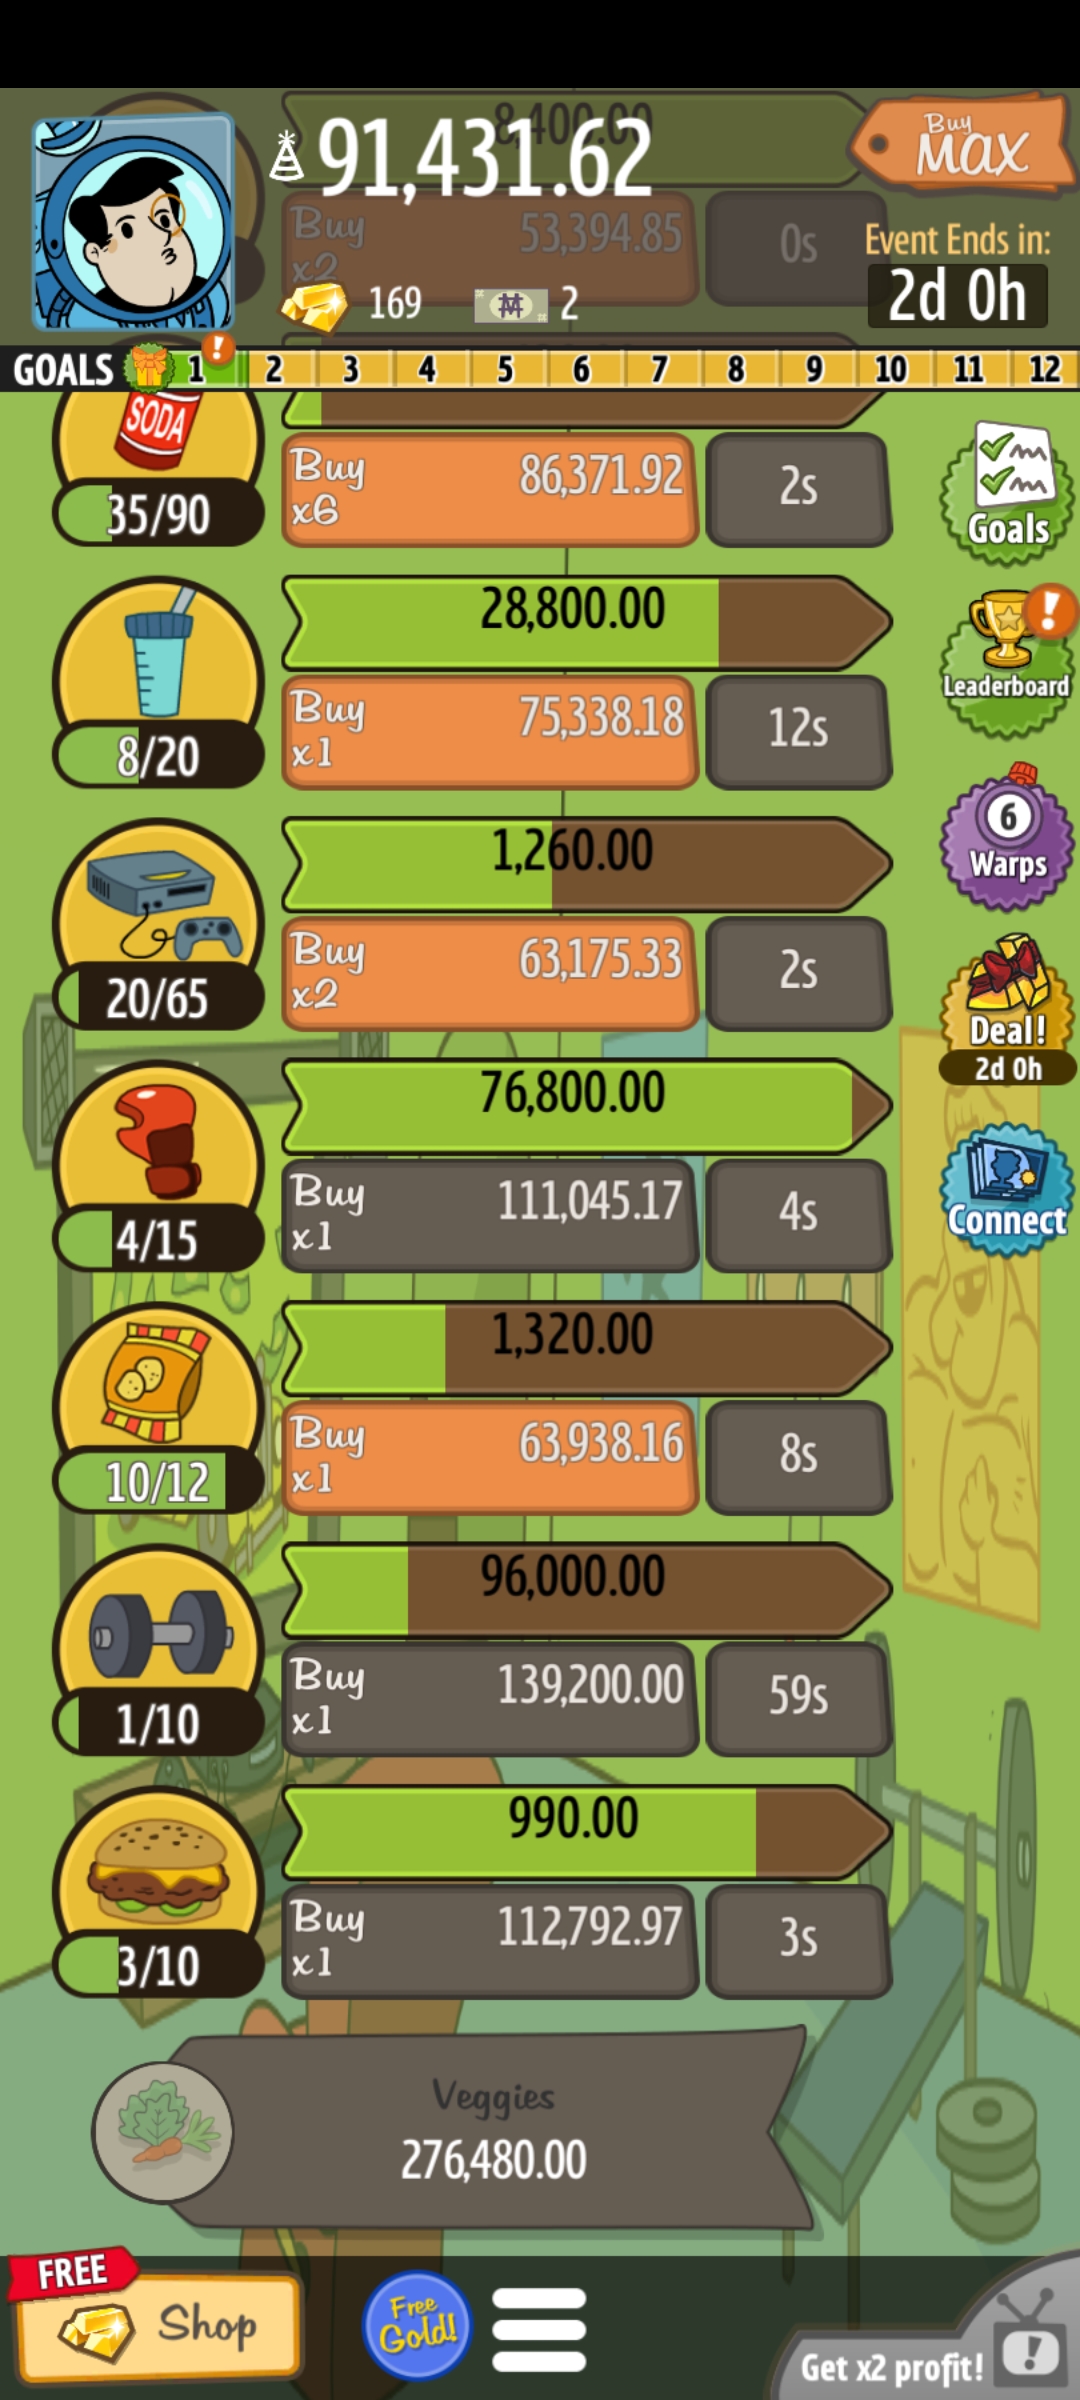 8,400.00
91,431.62
Buy
MAX
Buy
x2
53,394.85
0s
Event Ends in:
2d 0h
169
2
GOALS
! 1 2 3 4 5 6 7 8 9 10 11 12
SODA
35/90
Buy
x6
86,371.92
2s
Goals
28,800.00
8/20
Buy
x1
75,338.18
12s
!
Leaderboard
1,260.00
20/65
Buy
x2
63,175.33
2s
6
Warps
Deal!
2d 0h
76,800.00
4/15
Buy
x1
111,045.17
4s
Connect
1,320.00
10/12
Buy
x1
63,938.16
8s
96,000.00
1/10
Buy
x1
139,200.00
59s
990.00
3/10
Buy
x1
112,792.97
3s
Veggies
276,480.00
FREE
Shop
Free
Gold!
Get x2 profit!
!